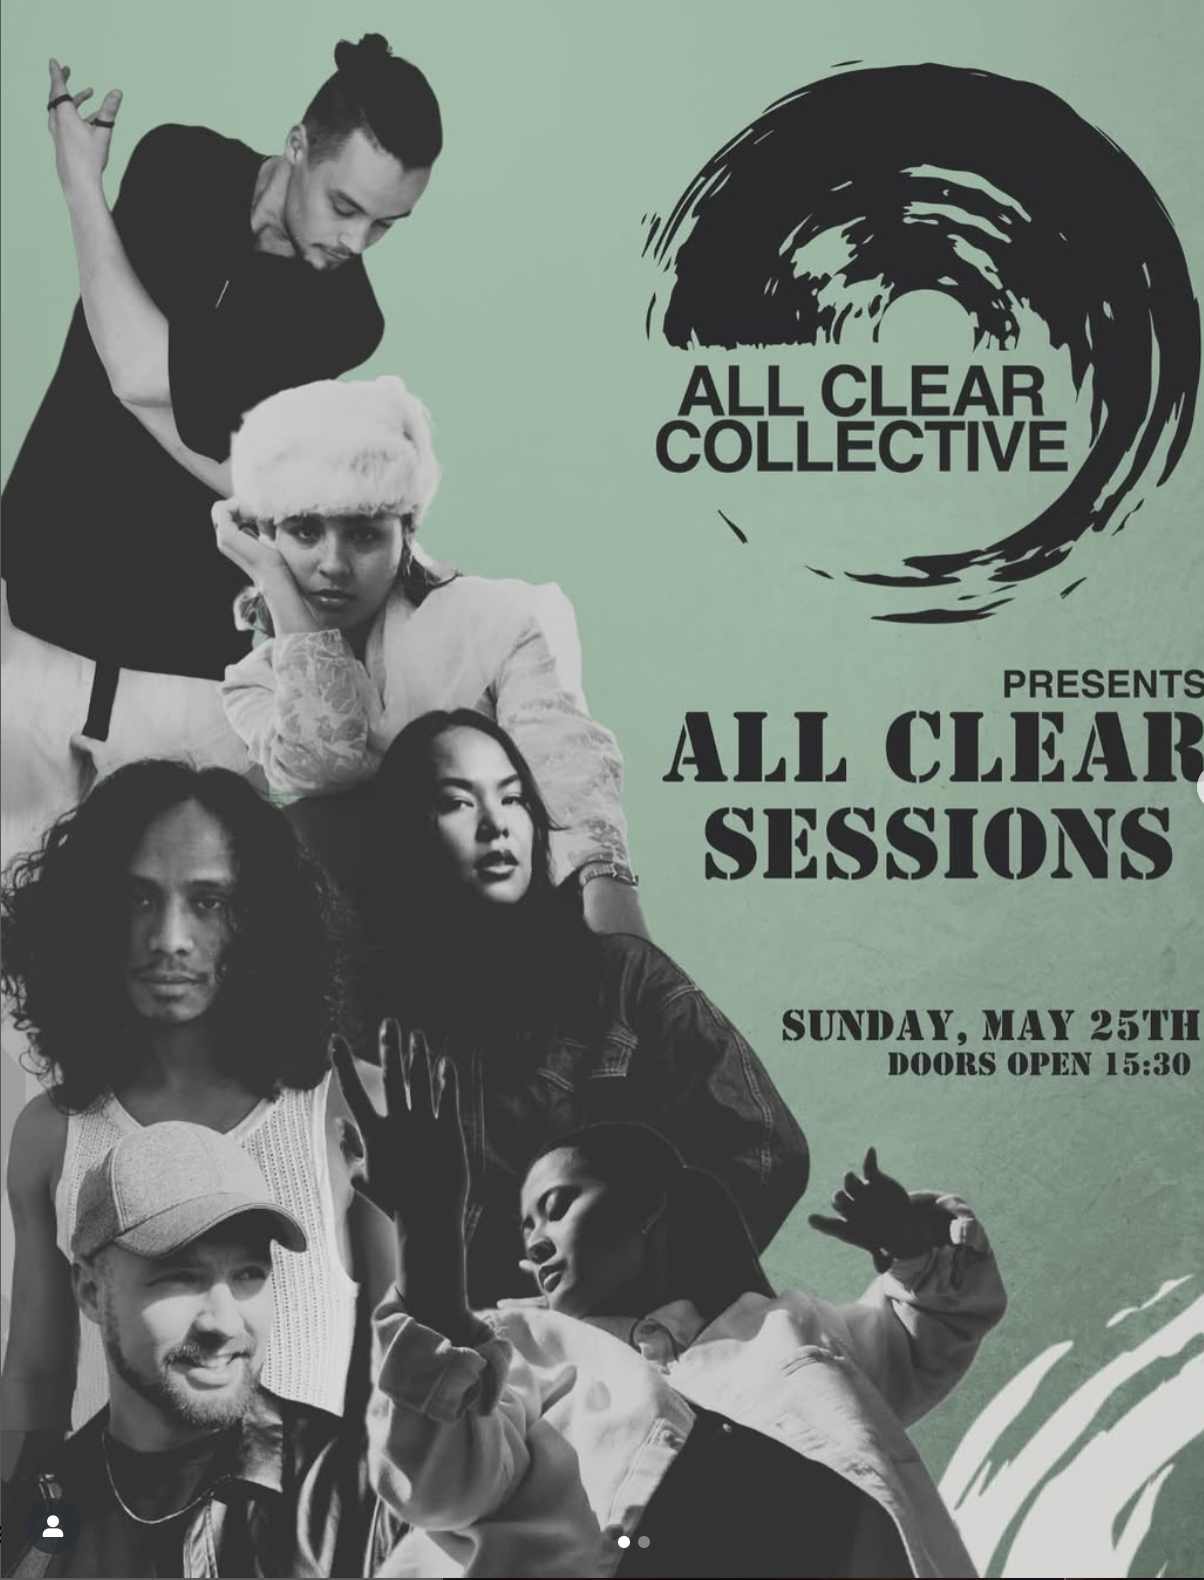 ALL CLEAR
COLLECTIVE
PRESENTS
ALL CLEAR
SESSIONS
SUNDAY, MAY 25TH
DOORS OPEN 15:30